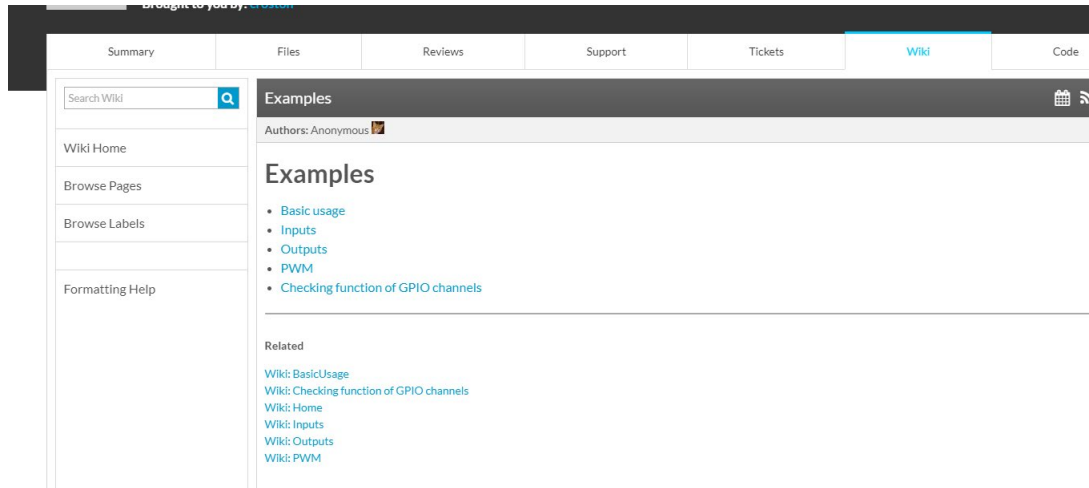 Brought to you by: croston
Summary Files Reviews Support Tickets Wiki Code
Search Wiki
Examples
Authors: Anonymous
Wiki Home
Browse Pages
Browse Labels
Formatting Help
Examples
• Basic usage
• Inputs
• Outputs
• PWM
• Checking function of GPIO channels
Related
Wiki: BasicUsage
Wiki: Checking function of GPIO channels
Wiki: Home
Wiki: Inputs
Wiki: Outputs
Wiki: PWM